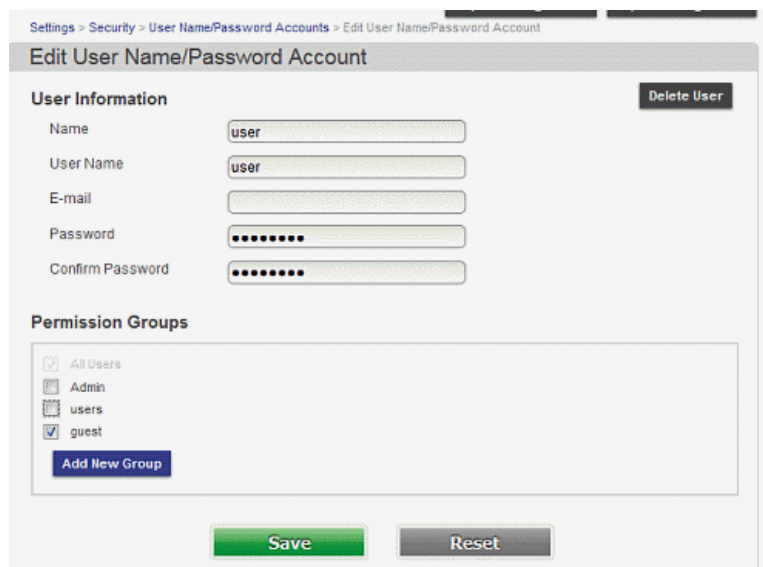 Settings > Security > User Name/Password Accounts > Edit User Name/Password Account
Edit User Name/Password Account
User Information
Delete User
Name
user
User Name
user
E-mail
Password
••••••••
Confirm Password
••••••••
Permission Groups
All Users
Admin
users
guest
Add New Group
Save
Reset